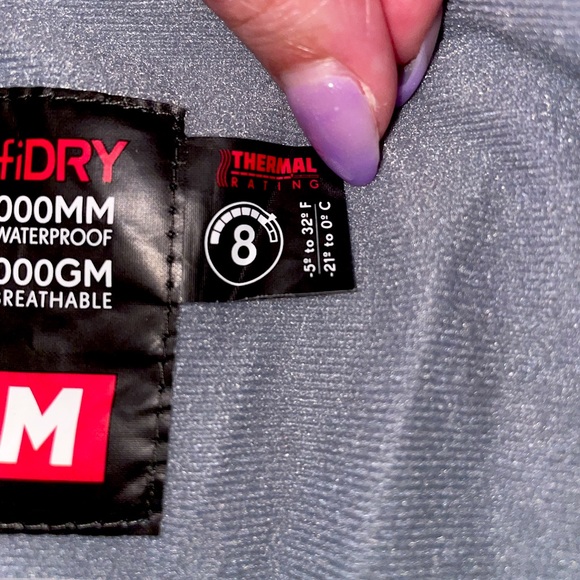 fiDRY
000MM
WATERPROOF
000GM
BREATHABLE
M
THERMAL
RATING
8
-5º to 32º F
-21º to 0º C